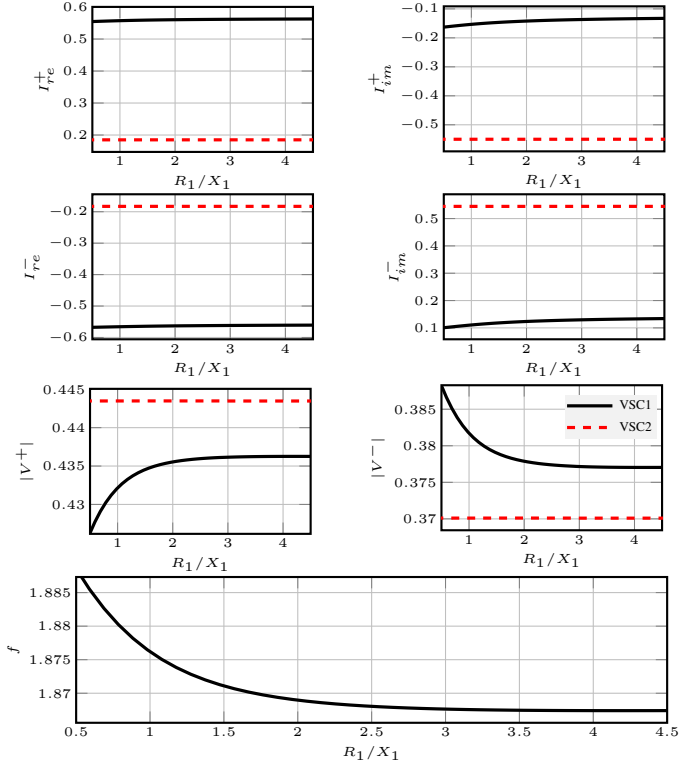 0.6
0.5
0.4
0.3
0.2
I⁺re
1 2 3 4
R₁/X₁
−0.1
−0.2
−0.3
−0.4
−0.5
I⁺im
1 2 3 4
R₁/X₁
−0.2
−0.3
−0.4
−0.5
−0.6
I⁻re
1 2 3 4
R₁/X₁
0.5
0.4
0.3
0.2
0.1
I⁻im
1 2 3 4
R₁/X₁
0.445
0.44
0.435
0.43
|V⁺|
1 2 3 4
R₁/X₁
0.385
0.38
0.375
0.37
|V⁻|
VSC1
VSC2
1 2 3 4
R₁/X₁
1.885
1.88
1.875
1.87
f
0.5 1 1.5 2 2.5 3 3.5 4 4.5
R₁/X₁